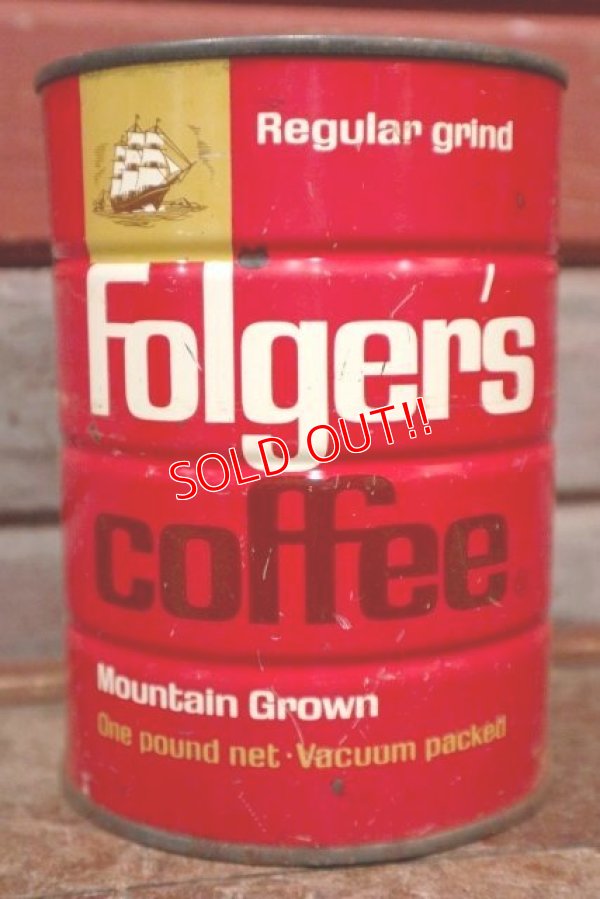 Regular grind
Folger's
SOLD OUT!!
coffee
Mountain Grown
One pound net · Vacuum packed